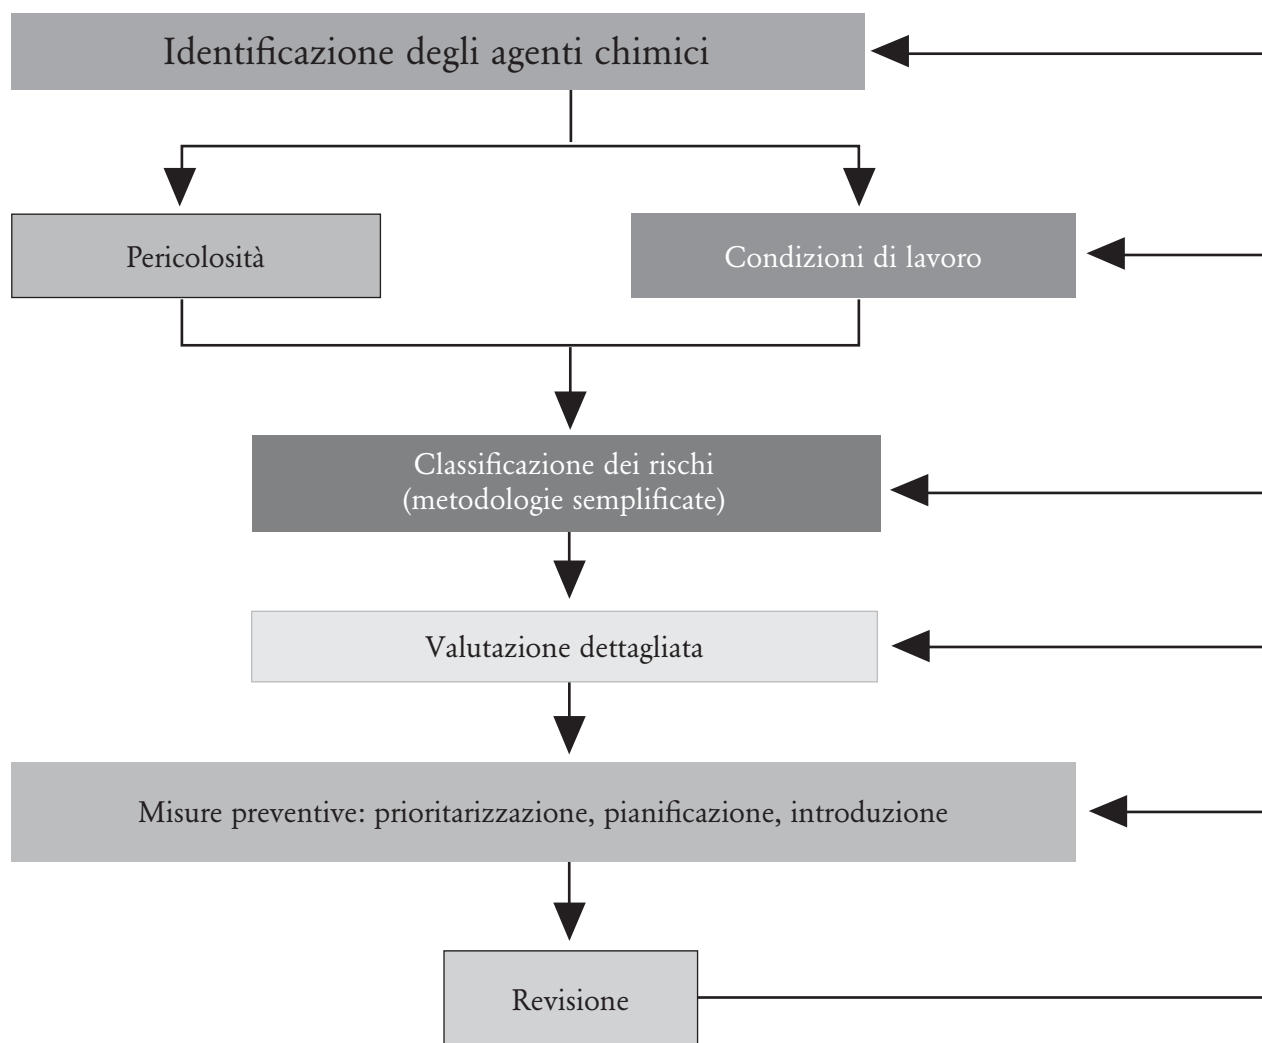 Identificazione degli agenti chimici
Pericolosità
Condizioni di lavoro
Classificazione dei rischi
(metodologie semplificate)
Valutazione dettagliata
Misure preventive: prioritarizzazione, pianificazione, introduzione
Revisione